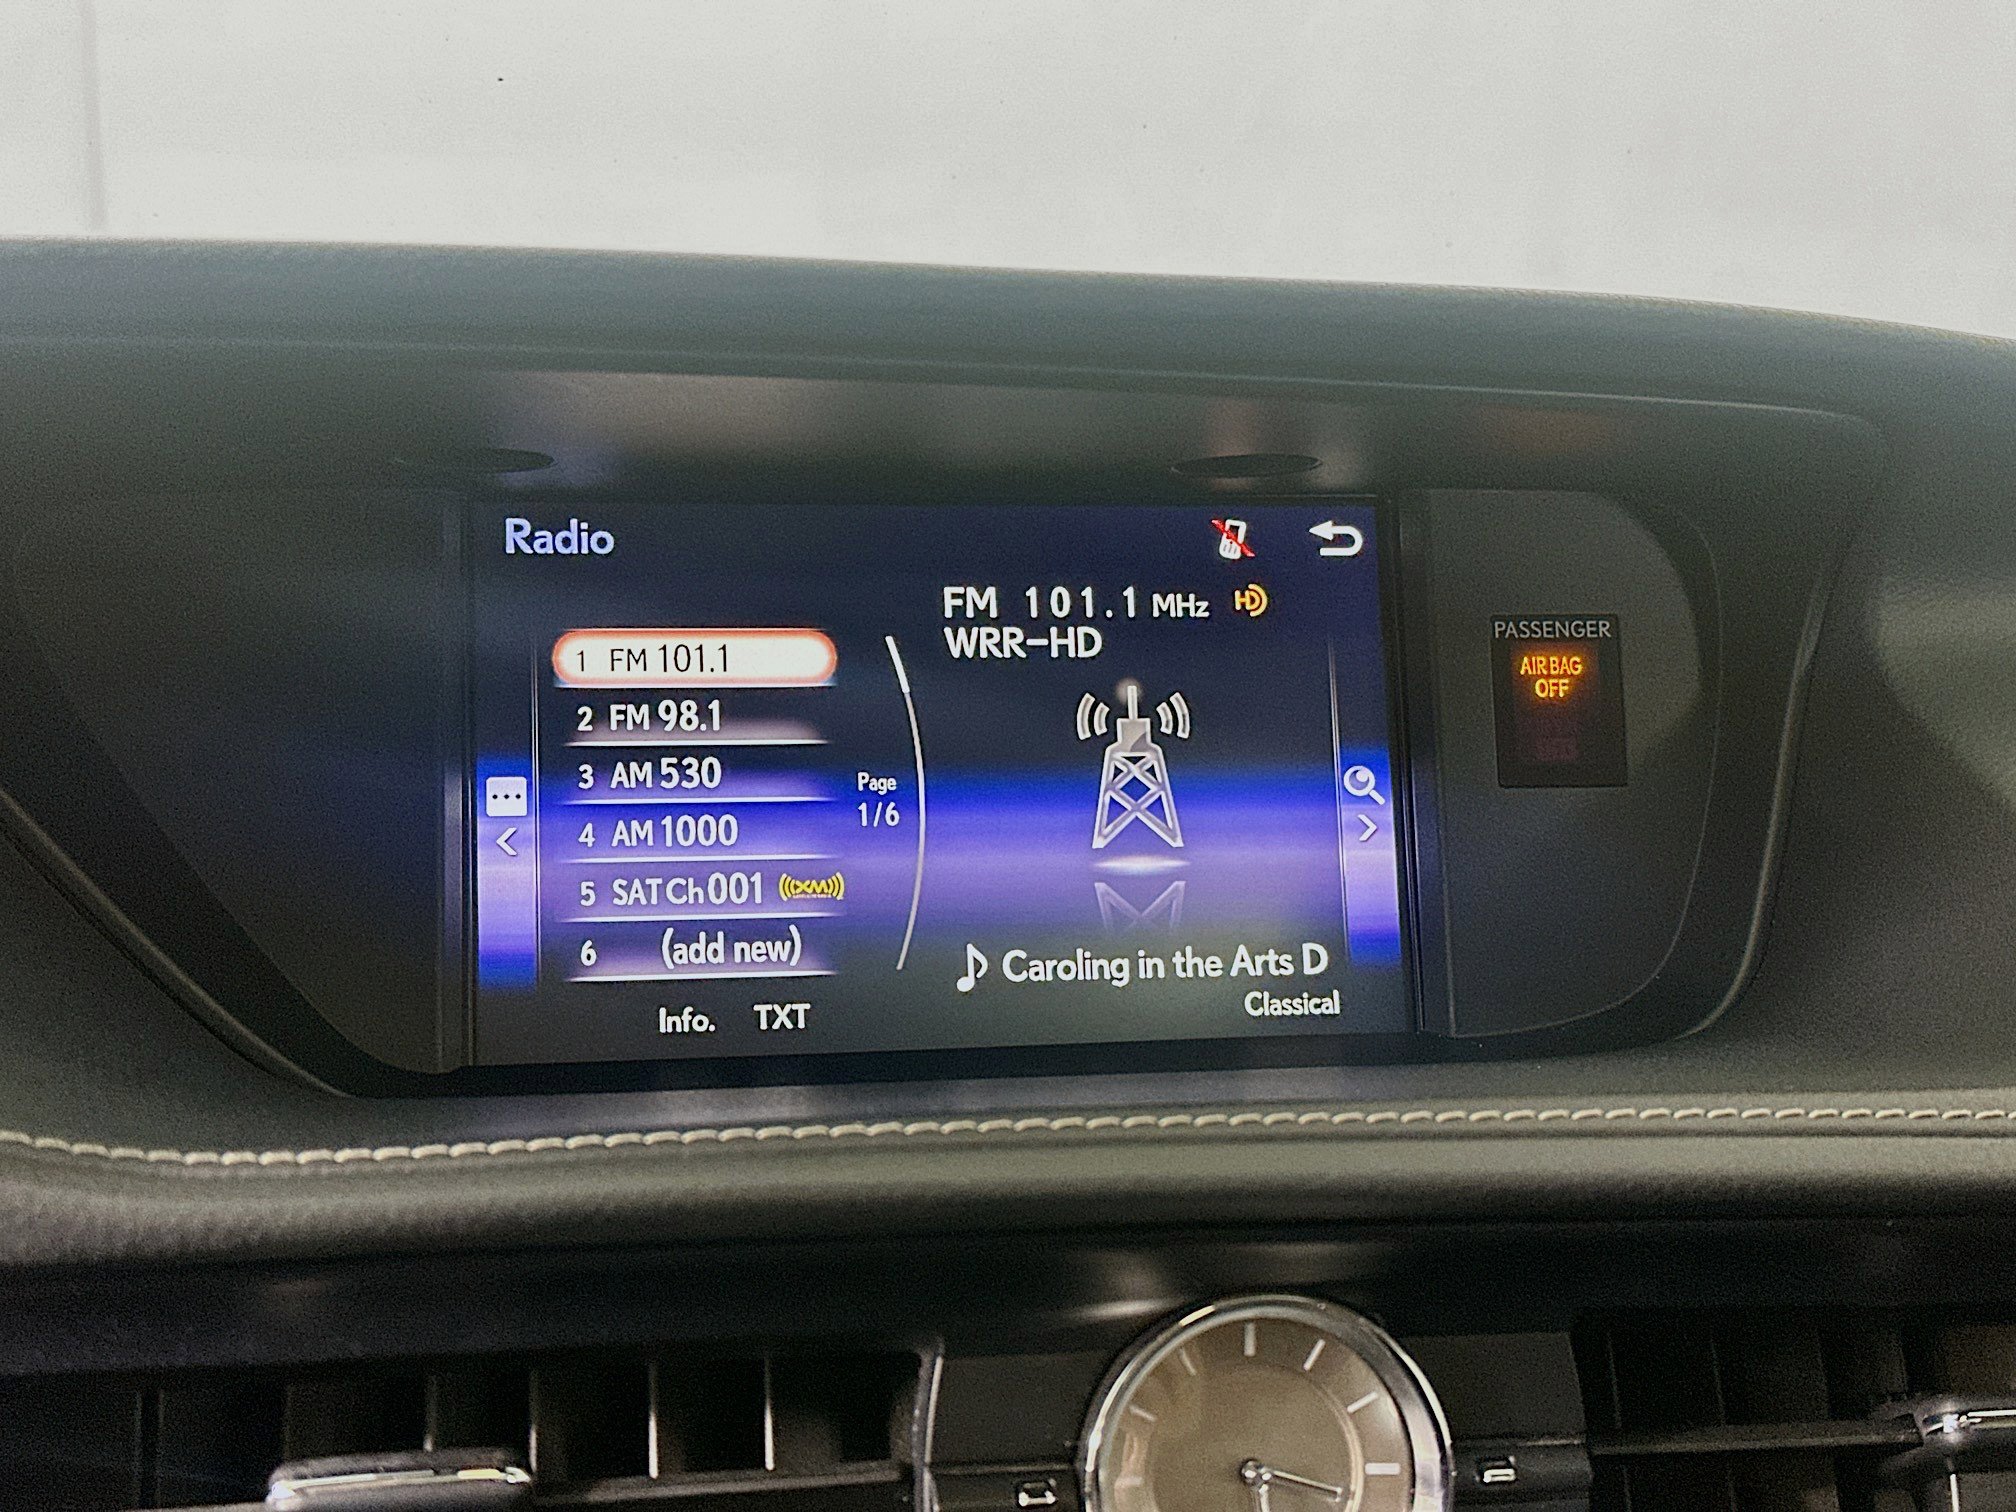 Radio
FM 101.1 MHz HD
WRR-HD
1 FM 101.1
2 FM 98.1
3 AM 530
4 AM 1000
5 SAT Ch 001 ((XM))
6 (add new)
Page
1/6
Caroling in the Arts D
Classical
Info. TXT
PASSENGER
AIR BAG
OFF